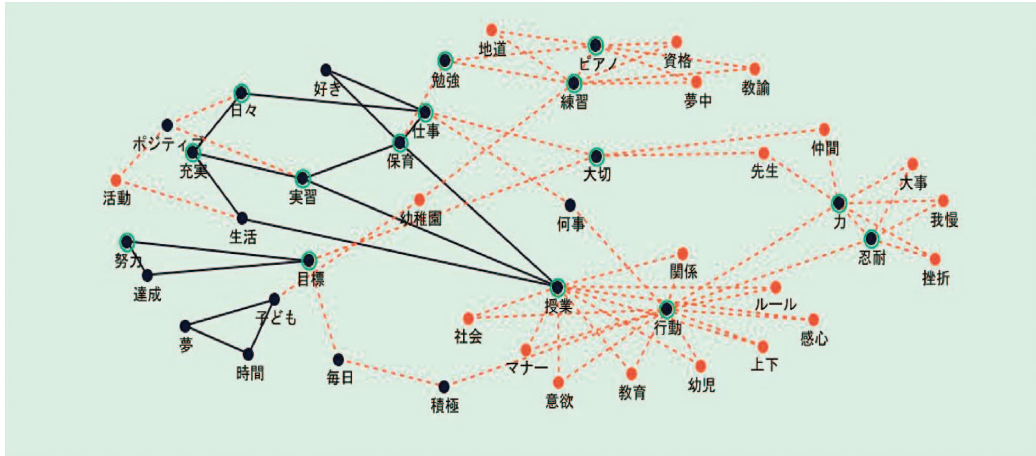 地道
ピアノ
資格
好き
勉強
練習
夢中
教諭
日々
仕事
ポジティブ
保育
仲間
充実
大切
先生
大事
活動
実習
幼稚園
何事
力
我慢
生活
忍耐
努力
目標
関係
挫折
達成
授業
ルール
子ども
社会
行動
感心
夢
マナー
上下
時間
毎日
教育
幼児
積極
意欲